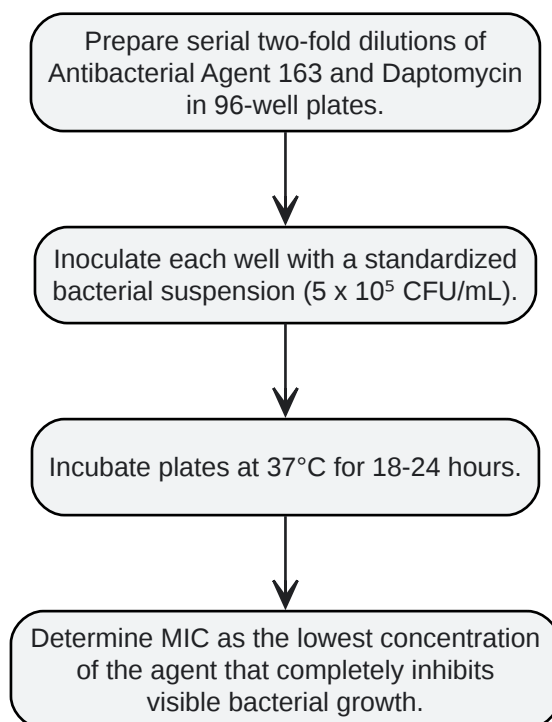 Prepare serial two-fold dilutions of
Antibacterial Agent 163 and Daptomycin
in 96-well plates.
Inoculate each well with a standardized
bacterial suspension (5 x 10⁵ CFU/mL).
Incubate plates at 37°C for 18-24 hours.
Determine MIC as the lowest concentration
of the agent that completely inhibits
visible bacterial growth.